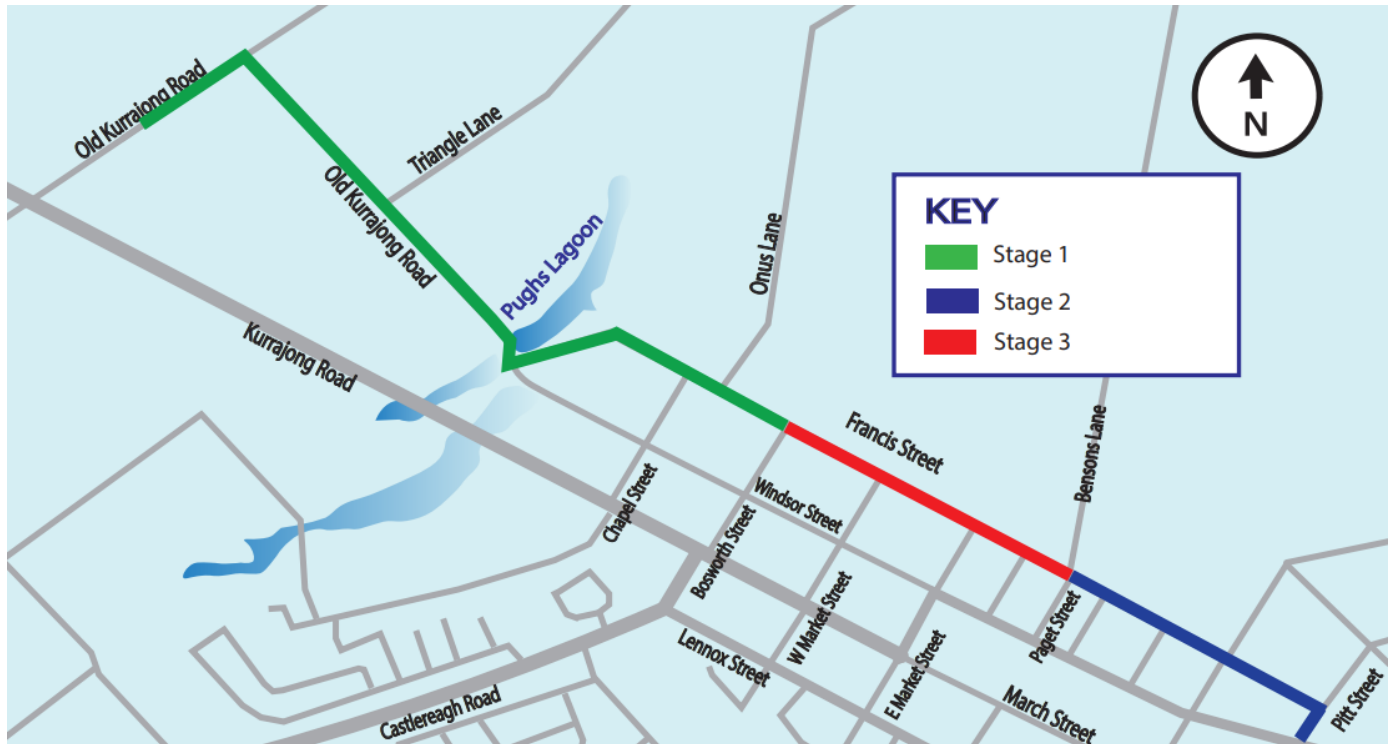 Old Kurrajong Road
Triangle Lane
N
Old Kurrajong Road
KEY
Stage 1
Stage 2
Stage 3
Pughs Lagoon
Onus Lane
Kurrajong Road
Francis Street
Bensons Lane
Chapel Street
Windsor Street
Bosworth Street
W Market Street
Paget Street
Lennox Street
E Market Street
March Street
Pitt Street
Castlereagh Road